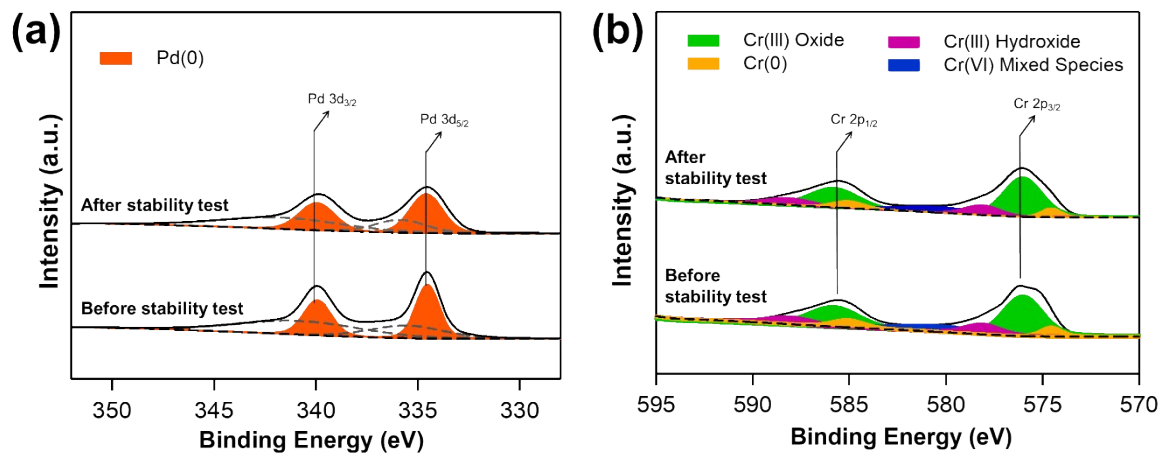 (a)
Pd(0)
Pd 3d3/2
Pd 3d5/2
After stability test
Before stability test
Intensity (a.u.)
350 345 340 335 330
Binding Energy (eV)
(b)
Cr(III) Oxide
Cr(III) Hydroxide
Cr(0)
Cr(VI) Mixed Species
Cr 2p1/2
Cr 2p3/2
After
stability test
Before
stability test
Intensity (a.u.)
595 590 585 580 575 570
Binding Energy (eV)